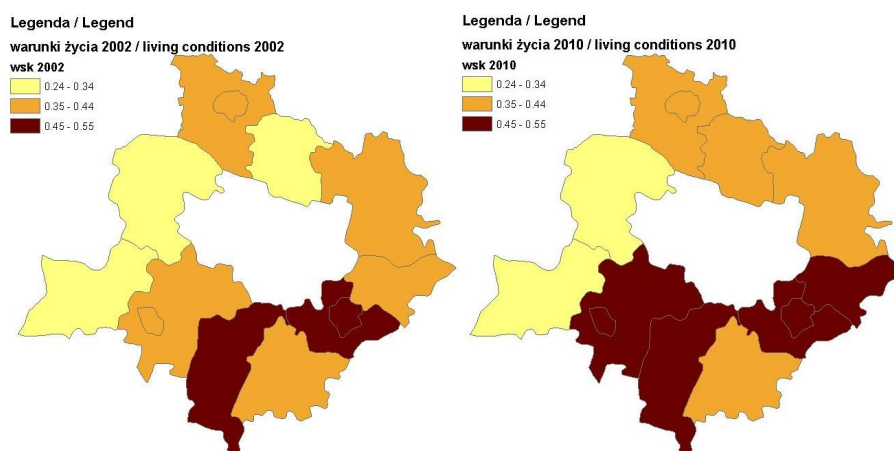 Legenda / Legend
warunki życia 2002 / living conditions 2002
wsk 2002
0.24 - 0.34
0.35 - 0.44
0.45 - 0.55
Legenda / Legend
warunki życia 2010 / living conditions 2010
wsk 2010
0.24 - 0.34
0.35 - 0.44
0.45 - 0.55